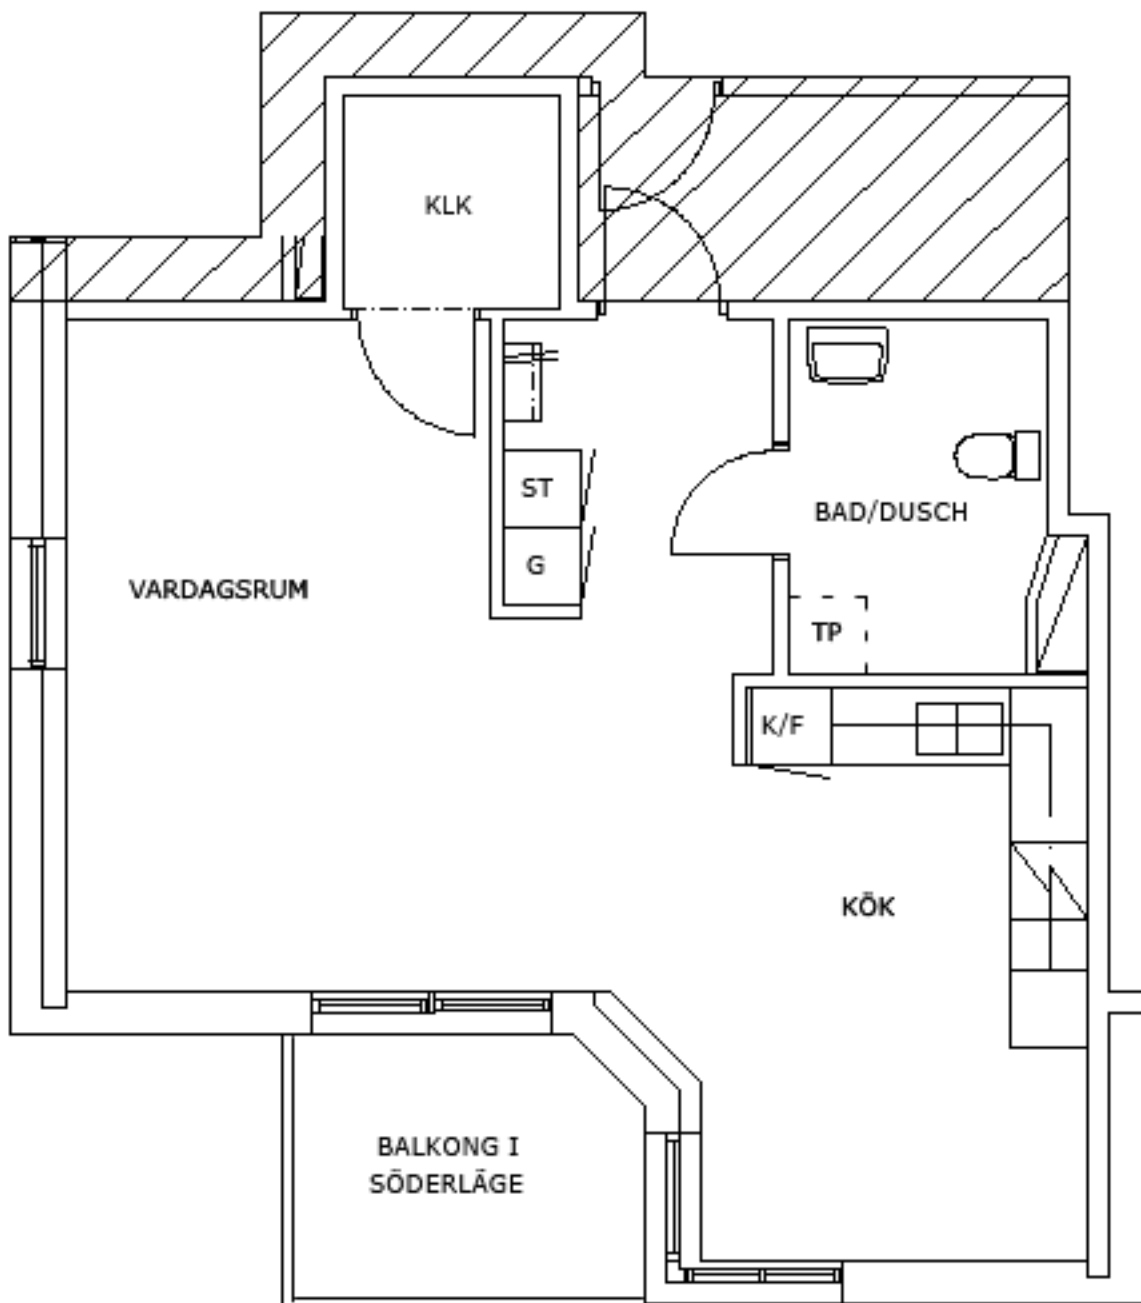 KLK
ST
G
BAD/DUSCH
VARDAGSRUM
TP
K/F
KÖK
BALKONG I
SÖDERLÄGE